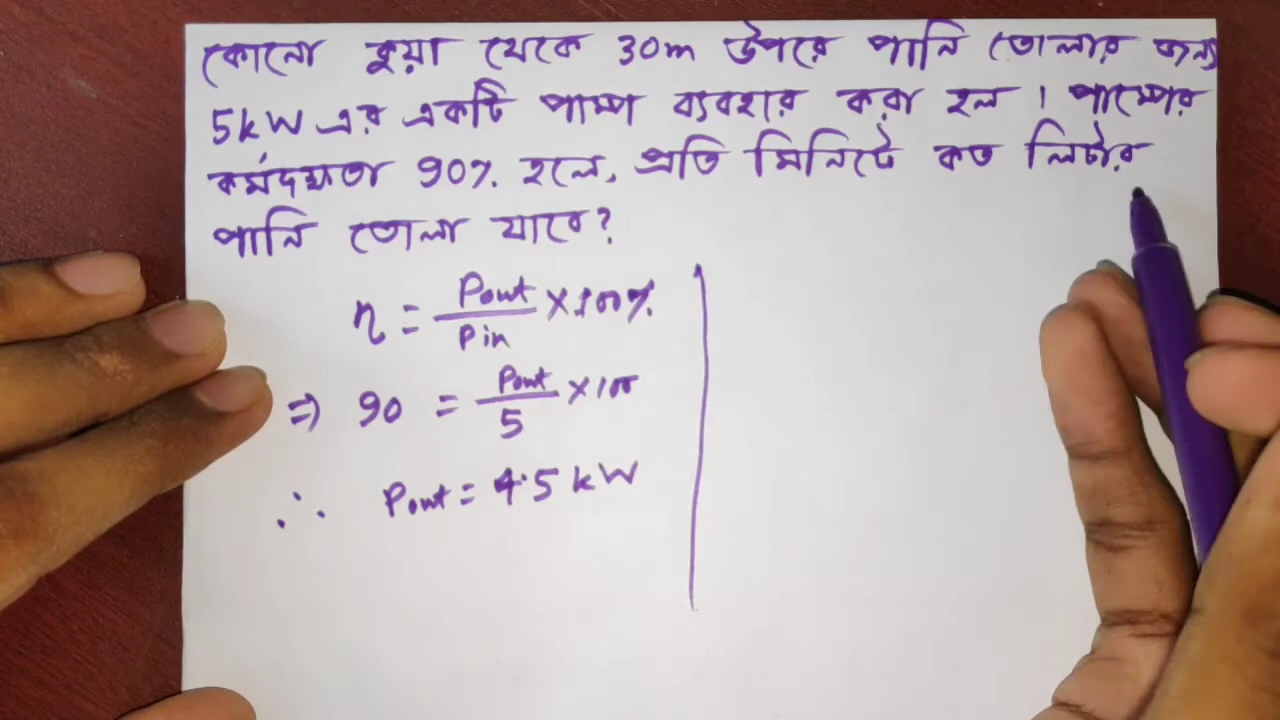 কোনো কুয়া থেকে 30m উপরে পানি তোলার জন্য
5kW এর একটি পাম্প ব্যবহার করা হল। পাম্পের
কর্মদক্ষতা 90% হলে, প্রতি মিনিটে কত লিটার
পানি তোলা যাবে?
η = Pout/Pin × 100%
⇒ 90 = Pout/5 × 100
∴ Pout = 4.5 kW